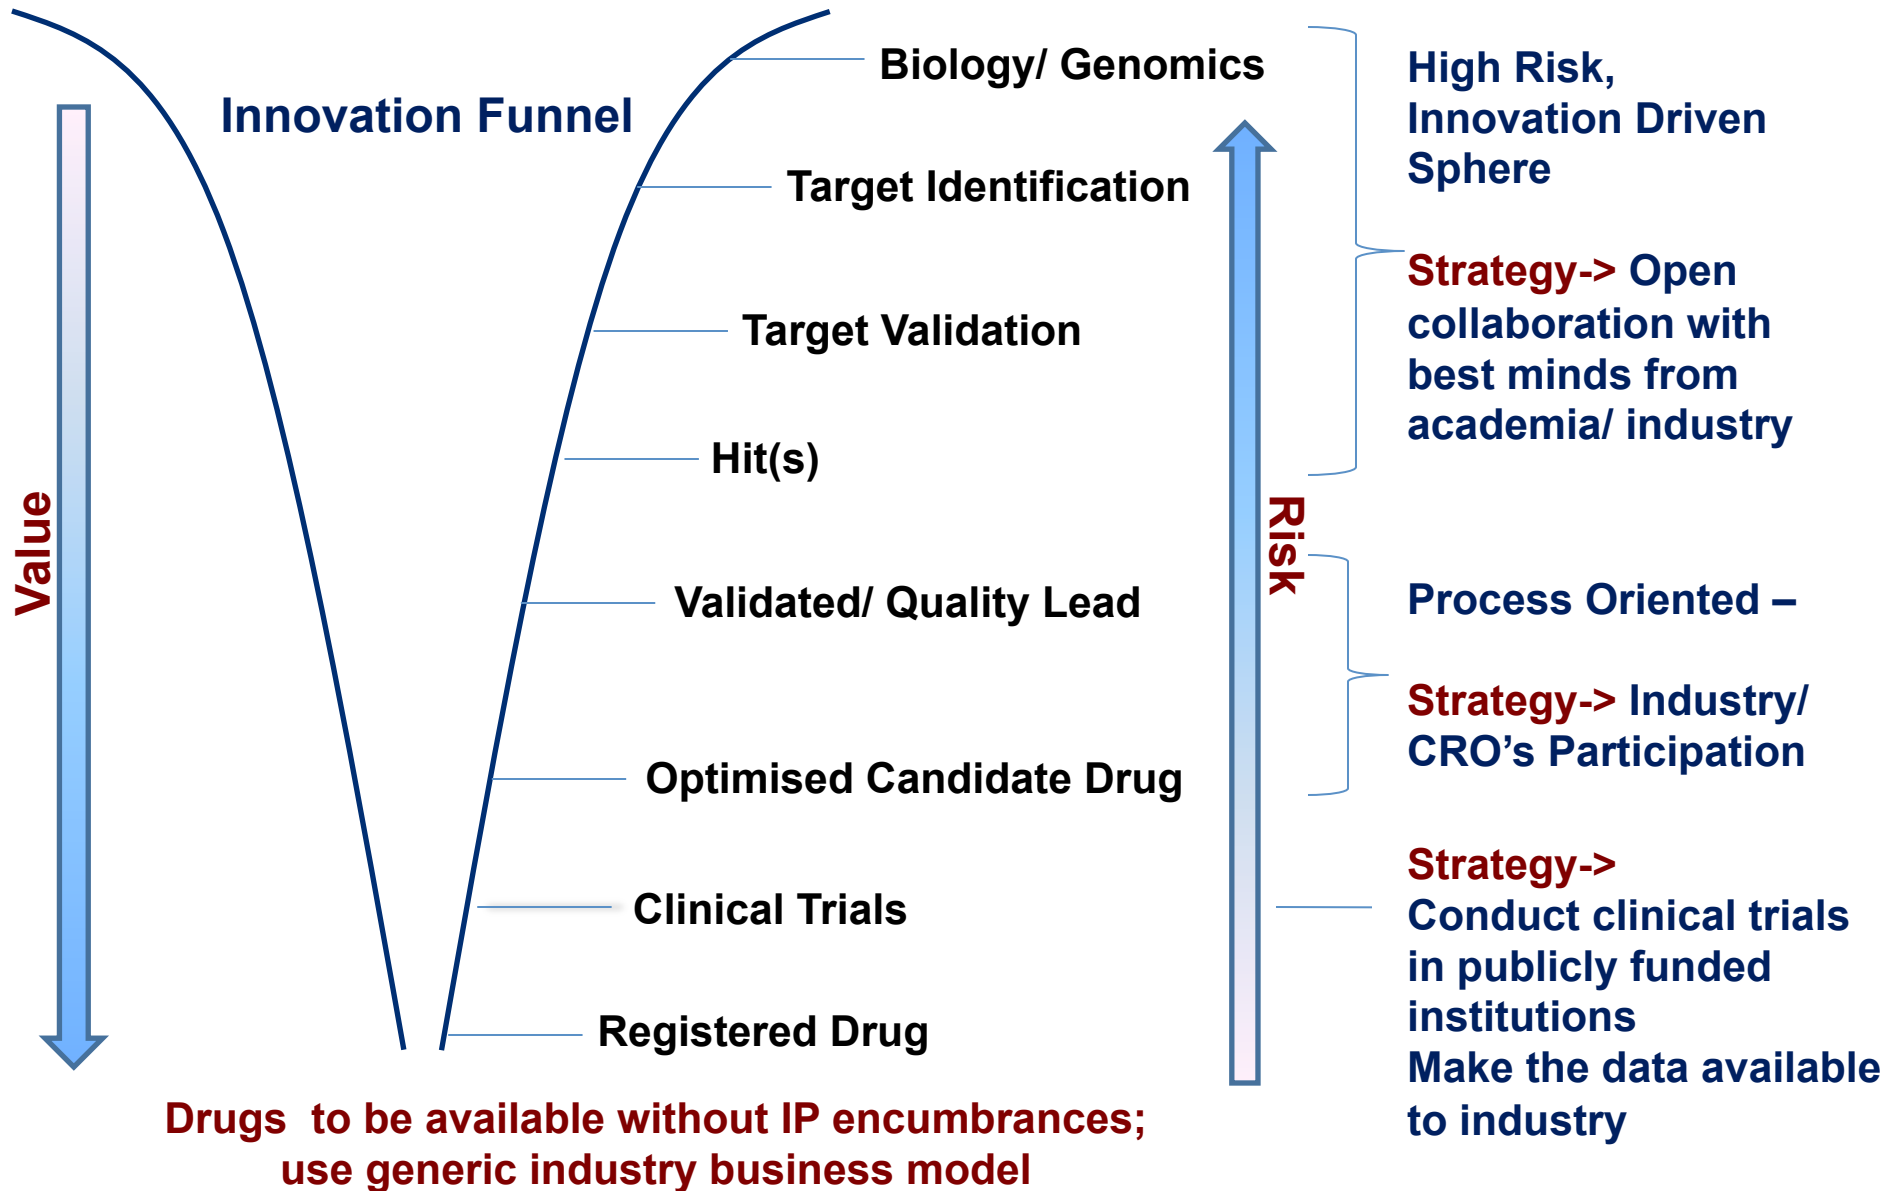 Innovation Funnel
Value
Biology/ Genomics
Target Identification
Target Validation
Hit(s)
Validated/ Quality Lead
Optimised Candidate Drug
Clinical Trials
Registered Drug
Risk
High Risk,
Innovation Driven
Sphere
Strategy-> Open
collaboration with
best minds from
academia/ industry
Process Oriented –
Strategy-> Industry/
CRO’s Participation
Strategy->
Conduct clinical trials
in publicly funded
institutions
Make the data available
to industry
Drugs to be available without IP encumbrances;
use generic industry business model